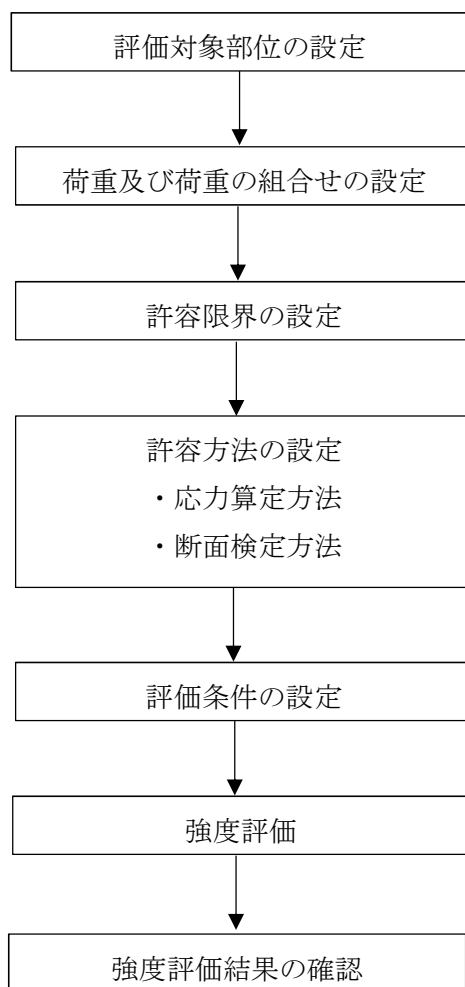 評価対象部位の設定
荷重及び荷重の組合せの設定
許容限界の設定
許容方法の設定
・応力算定方法
・断面検定方法
評価条件の設定
強度評価
強度評価結果の確認